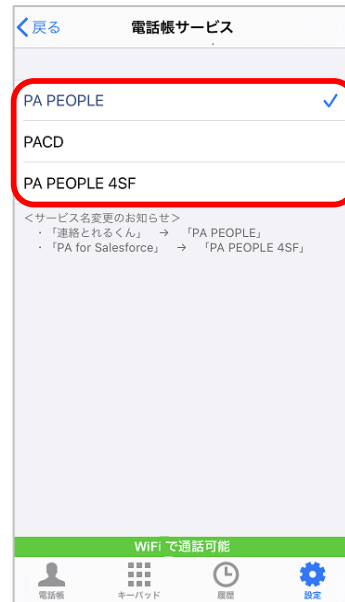 戻る 電話帳サービス
PA PEOPLE
PACD
PA PEOPLE 4SF
<サービス名変更のお知らせ>
・「連絡とれるくん」 → 「PA PEOPLE」
・「PA for Salesforce」 → 「PA PEOPLE 4SF」
WiFi で通話可能
電話帳 キーパッド 履歴 設定